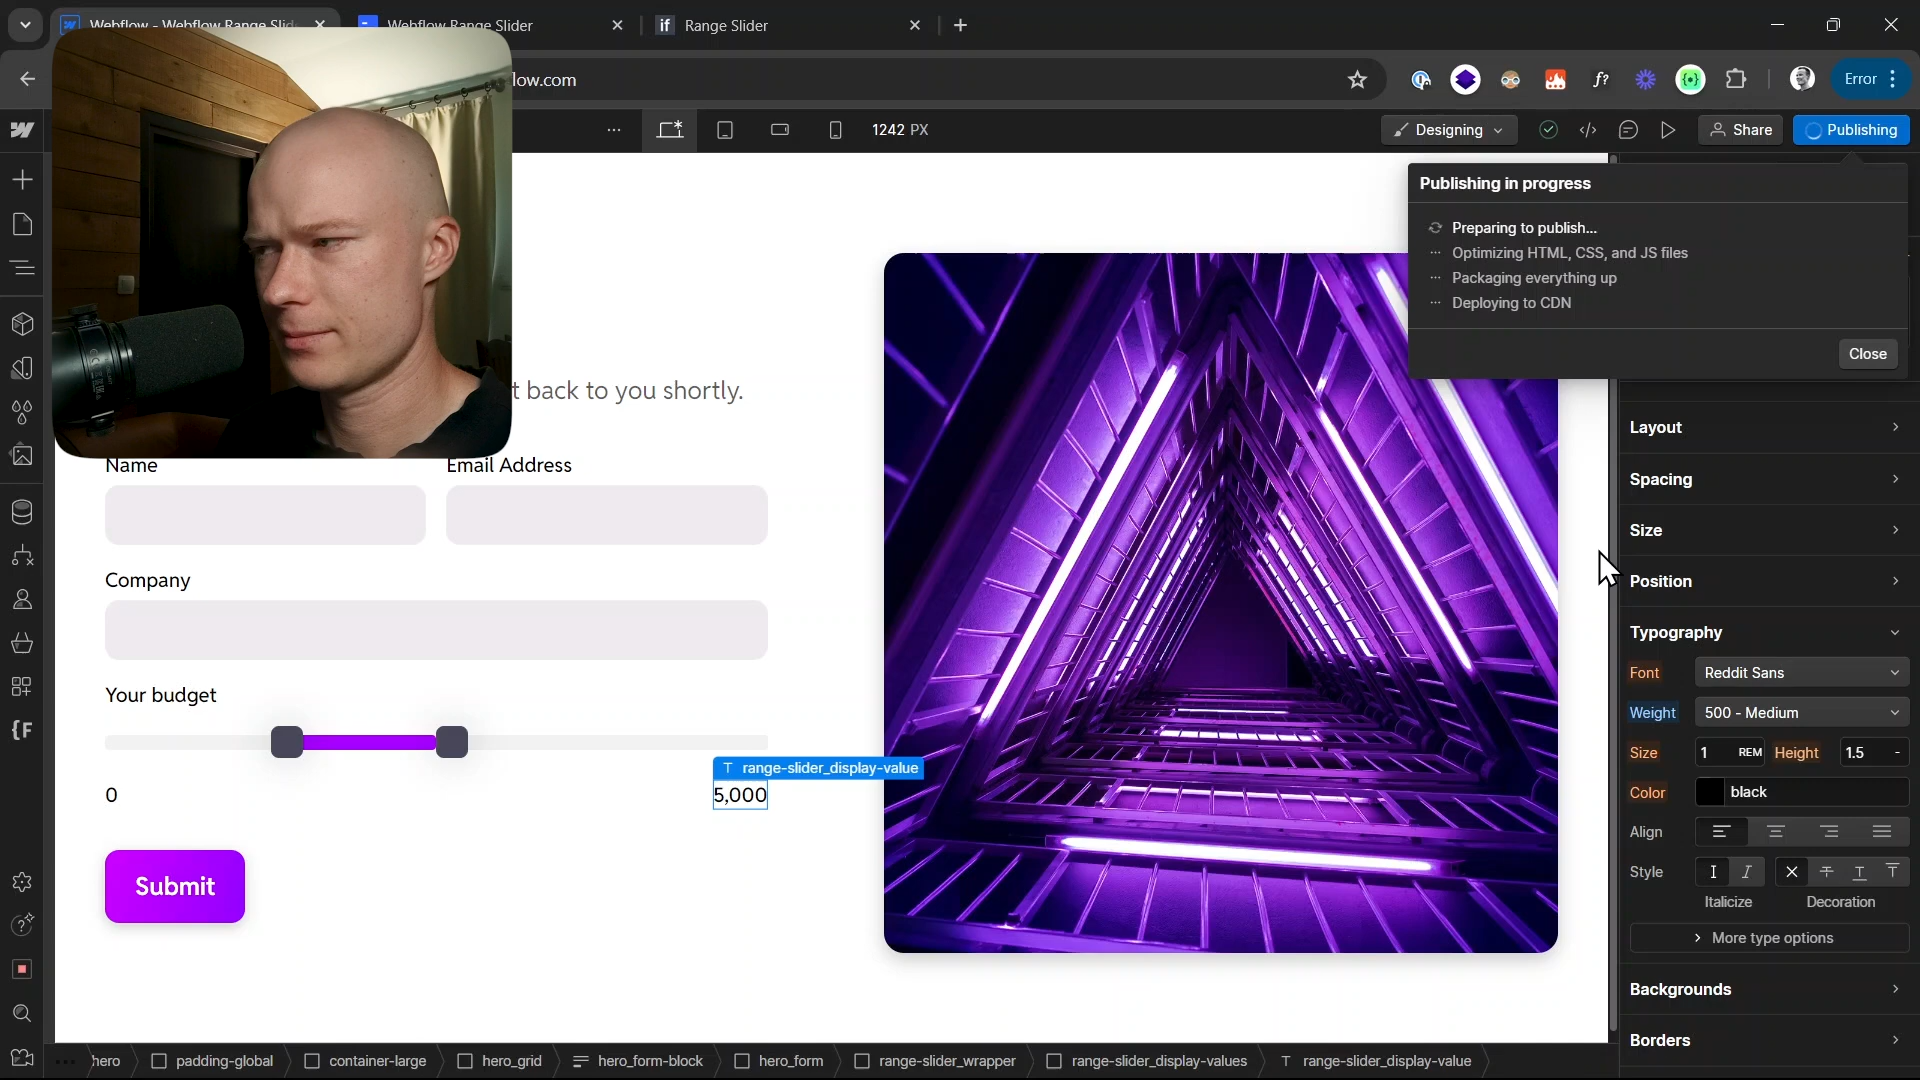 Webflow - Webflow Range Slid
Webflow Range Slider
if Range Slider
low.com
f?
Error
1242 PX
Designing
Share
Publishing
Publishing in progress
Preparing to publish...
Optimizing HTML, CSS, and JS files
Packaging everything up
Deploying to CDN
Close
t back to you shortly.
Name
Email Address
Company
Your budget
range-slider_display-value
0
5,000
Submit
Layout
Spacing
Size
Position
Typography
Font Reddit Sans
Weight 500 - Medium
Size 1 REM Height 1.5 -
Color black
Align
Style
Italicize Decoration
More type options
Backgrounds
Borders
hero padding-global container-large hero_grid hero_form-block hero_form range-slider_wrapper range-slider_display-values range-slider_display-value